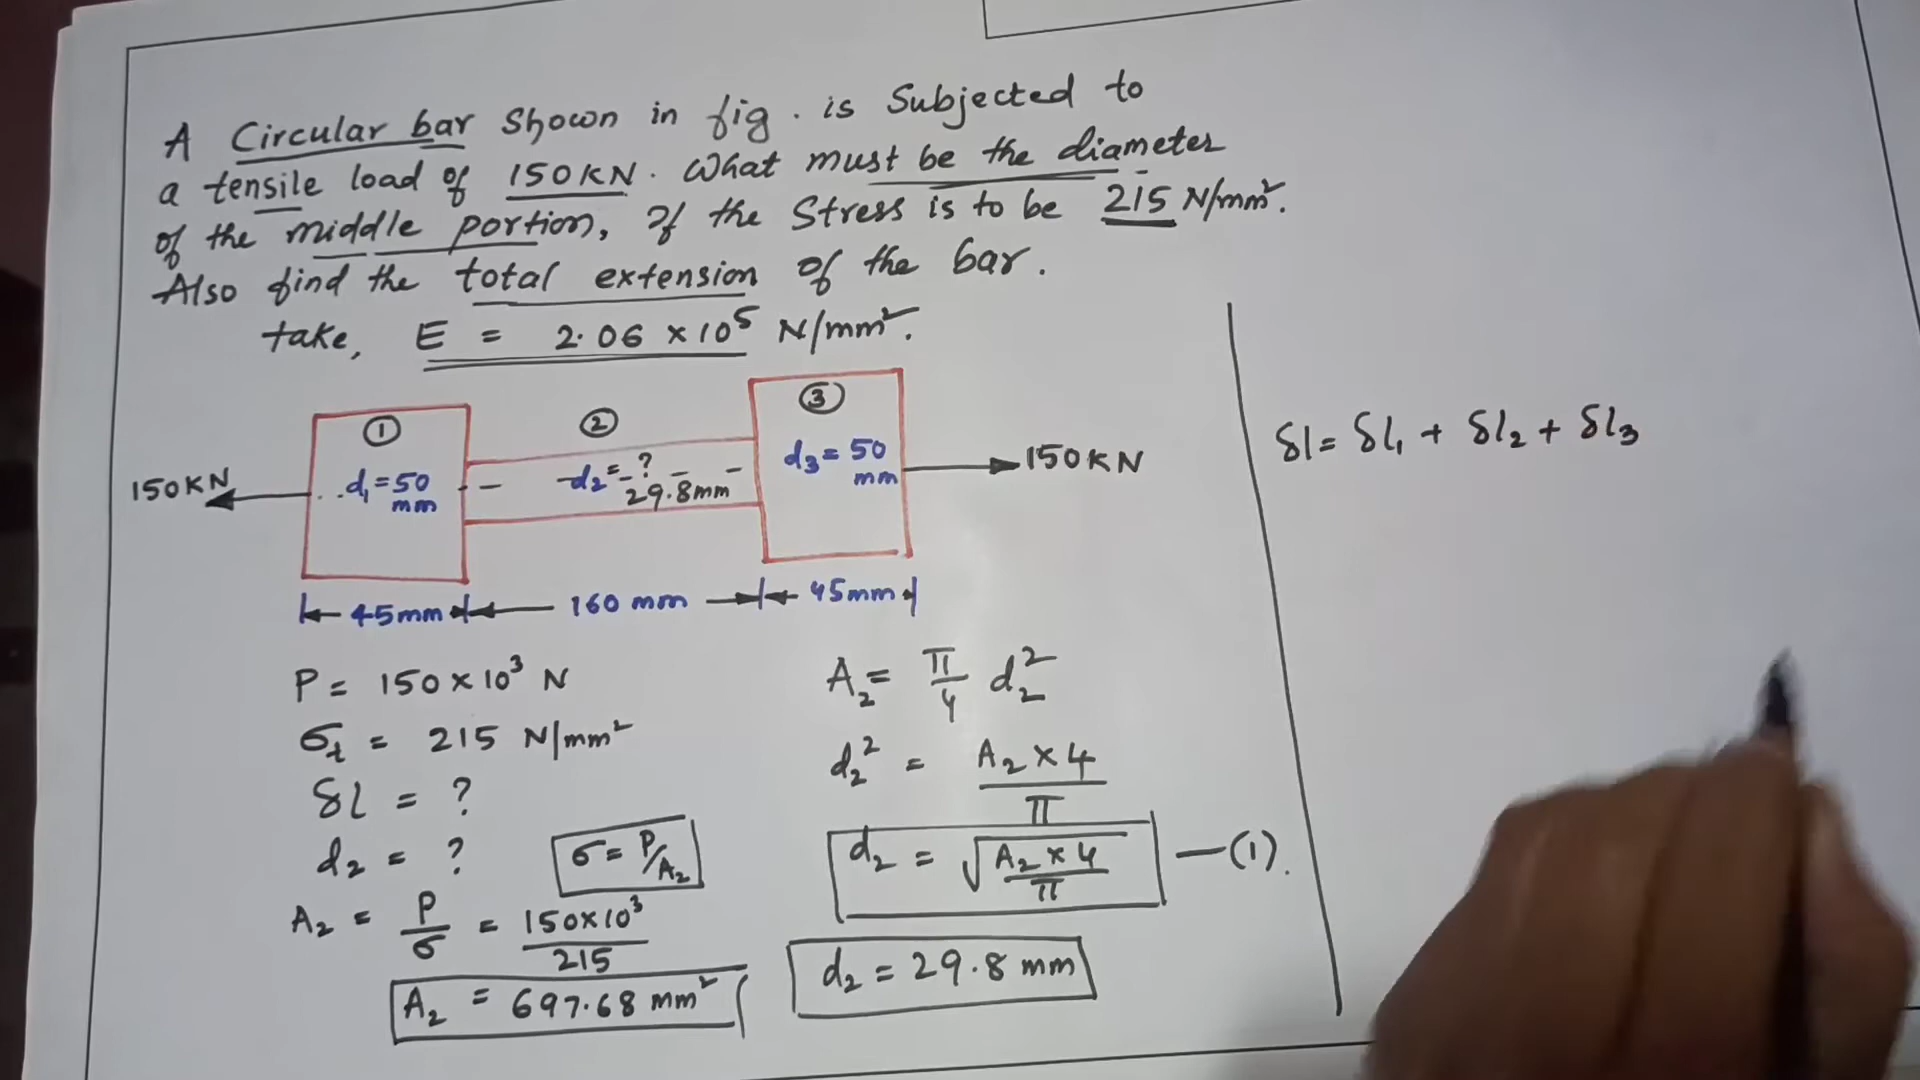 A Circular bar Shown in fig. is Subjected to
a tensile load of 150KN. What must be the diameter
of the middle portion, If the Stress is to be 215 N/mm².
Also find the total extension of the bar.
take, E = 2.06 × 10⁵ N/mm².
① ② ③
150KN d₁=50 mm d₂=? 29.8mm d₃=50 mm 150KN
45mm 160 mm 45mm
P = 150×10³ N
σₜ = 215 N/mm²
δl = ?
d₂ = ?
σ = P/A₂
A₂ = P/σ = 150×10³/215
A₂ = 697.68 mm²
A₂ = π/4 d₂²
d₂² = A₂×4/π
d₂ = √(A₂×4/π) —(1).
d₂ = 29.8 mm
δl = δl₁ + δl₂ + δl₃